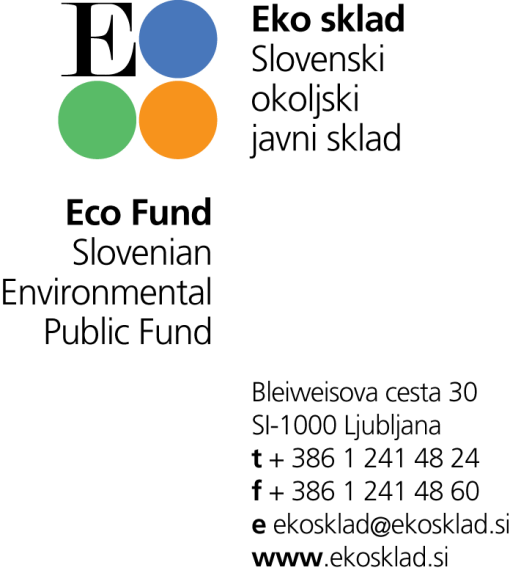 E
Eko sklad
Slovenski
okoljski
javni sklad
Eco Fund
Slovenian
Environmental
Public Fund
Bleiweisova cesta 30
SI-1000 Ljubljana
t + 386 1 241 48 24
f + 386 1 241 48 60
e ekosklad@ekosklad.si
www.ekosklad.si